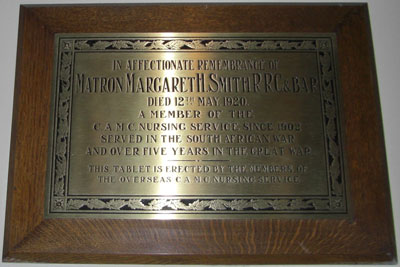 IN AFFECTIONATE REMEMBRANCE OF
MATRON MARGARET H. SMITH R.R.C. & BAR
DIED 12TH MAY 1920.
A MEMBER OF THE
C.A.M.C. NURSING SERVICE SINCE 1902
SERVED IN THE SOUTH AFRICAN WAR
AND OVER FIVE YEARS IN THE GREAT WAR.
THIS TABLET IS ERECTED BY THE MEMBERS OF
THE OVERSEAS C.A.M.C. NURSING SERVICE